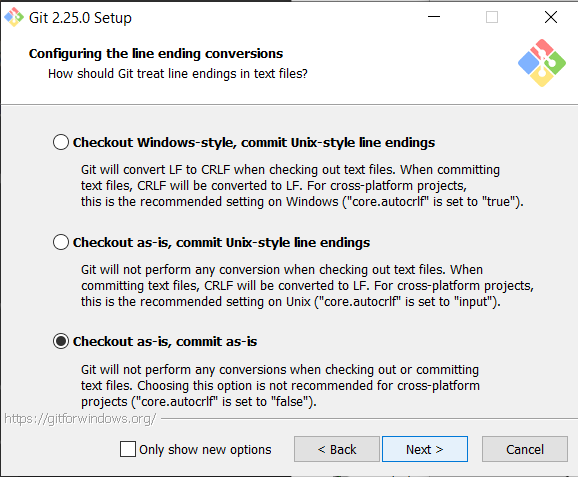 Git 2.25.0 Setup
Configuring the line ending conversions
How should Git treat line endings in text files?
Checkout Windows-style, commit Unix-style line endings
Git will convert LF to CRLF when checking out text files. When committing
text files, CRLF will be converted to LF. For cross-platform projects,
this is the recommended setting on Windows ("core.autocrlf" is set to "true").
Checkout as-is, commit Unix-style line endings
Git will not perform any conversion when checking out text files. When
committing text files, CRLF will be converted to LF. For cross-platform projects,
this is the recommended setting on Unix ("core.autocrlf" is set to "input").
Checkout as-is, commit as-is
Git will not perform any conversions when checking out or committing
text files. Choosing this option is not recommended for cross-platform
projects ("core.autocrlf" is set to "false").
https://gitforwindows.org/
Only show new options
< Back
Next >
Cancel